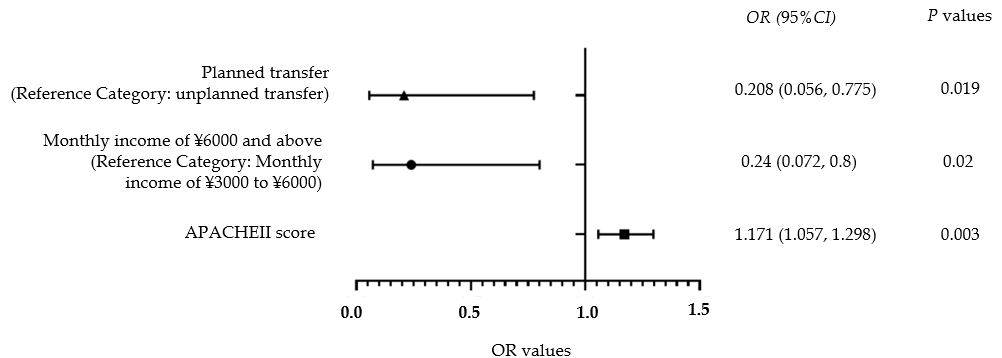 OR (95%CI) P values
Planned transfer
(Reference Category: unplanned transfer) 0.208 (0.056, 0.775) 0.019
Monthly income of ¥6000 and above
(Reference Category: Monthly 0.24 (0.072, 0.8) 0.02
income of ¥3000 to ¥6000)
APACHEII score 1.171 (1.057, 1.298) 0.003
0.0 0.5 1.0 1.5
OR values